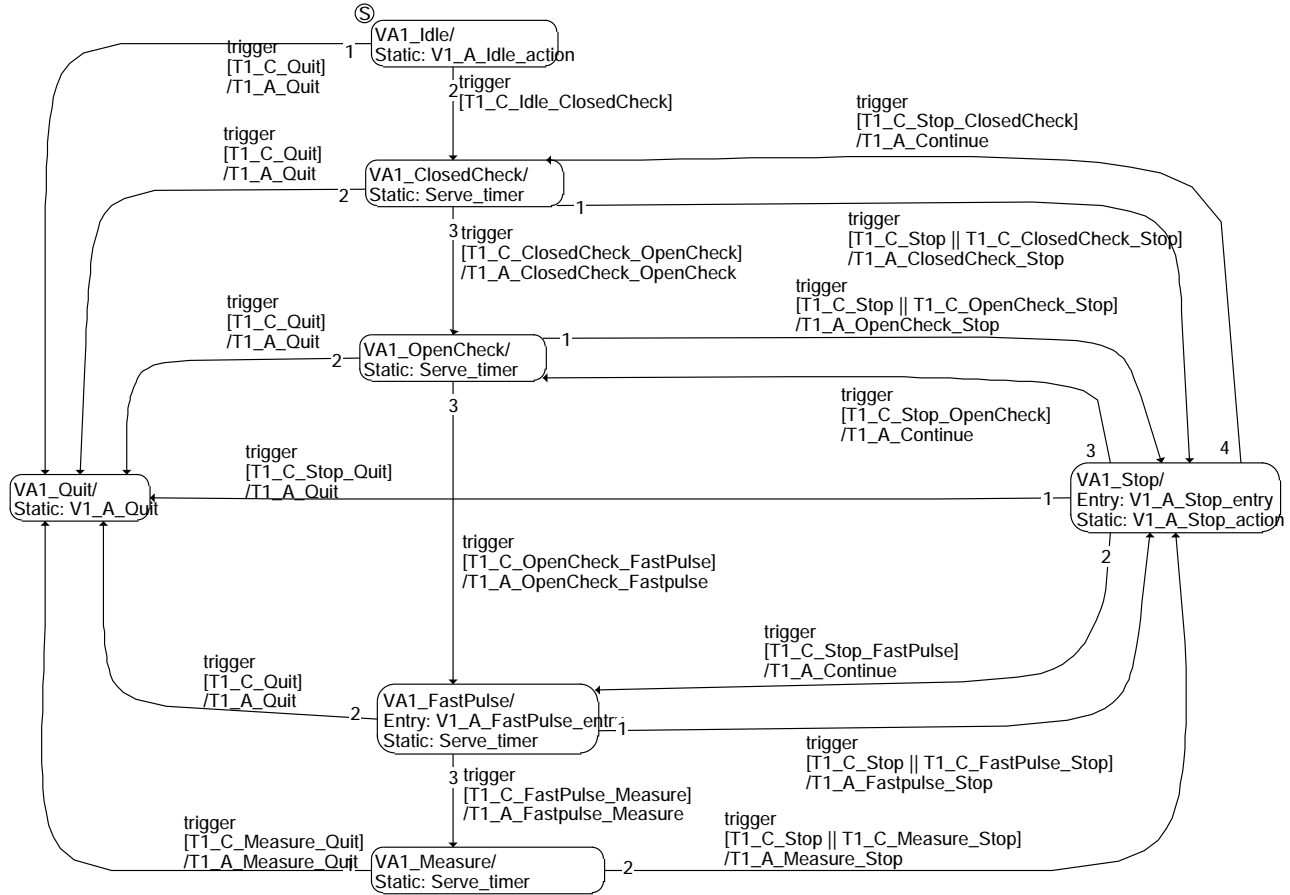 S
VA1_Idle/
Static: V1_A_Idle_action
1
trigger
[T1_C_Quit]
/T1_A_Quit
2
trigger
[T1_C_Idle_ClosedCheck]
trigger
[T1_C_Stop_ClosedCheck]
/T1_A_Continue
trigger
[T1_C_Quit]
/T1_A_Quit
VA1_ClosedCheck/
Static: Serve_timer
2
1
3
trigger
[T1_C_ClosedCheck_OpenCheck]
/T1_A_ClosedCheck_OpenCheck
trigger
[T1_C_Stop || T1_C_ClosedCheck_Stop]
/T1_A_ClosedCheck_Stop
trigger
[T1_C_Stop || T1_C_OpenCheck_Stop]
/T1_A_OpenCheck_Stop
trigger
[T1_C_Quit]
/T1_A_Quit
VA1_OpenCheck/
Static: Serve_timer
1
2
3
trigger
[T1_C_Stop_OpenCheck]
/T1_A_Continue
3
4
trigger
[T1_C_Stop_Quit]
/T1_A_Quit
VA1_Quit/
Static: V1_A_Quit
1
VA1_Stop/
Entry: V1_A_Stop_entry
Static: V1_A_Stop_action
2
trigger
[T1_C_OpenCheck_FastPulse]
/T1_A_OpenCheck_Fastpulse
trigger
[T1_C_Stop_FastPulse]
/T1_A_Continue
trigger
[T1_C_Quit]
/T1_A_Quit
VA1_FastPulse/
Entry: V1_A_FastPulse_entr
Static: Serve_timer
2
1
trigger
[T1_C_Stop || T1_C_FastPulse_Stop]
/T1_A_Fastpulse_Stop
3
trigger
[T1_C_FastPulse_Measure]
/T1_A_Fastpulse_Measure
trigger
[T1_C_Measure_Quit]
/T1_A_Measure_Quit
1
trigger
[T1_C_Stop || T1_C_Measure_Stop]
/T1_A_Measure_Stop
VA1_Measure/
Static: Serve_timer
2